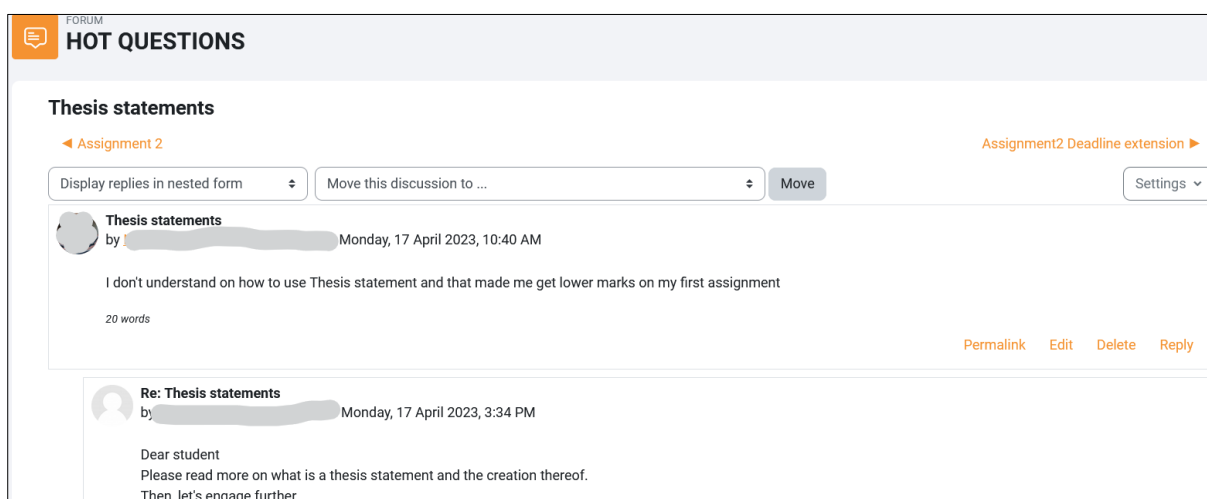 FORUM
HOT QUESTIONS
Thesis statements
◄ Assignment 2
Assignment2 Deadline extension ►
Display replies in nested form
Move this discussion to ...
Move
Settings
Thesis statements
by Monday, 17 April 2023, 10:40 AM
I don't understand on how to use Thesis statement and that made me get lower marks on my first assignment
20 words
Permalink Edit Delete Reply
Re: Thesis statements
by Monday, 17 April 2023, 3:34 PM
Dear student
Please read more on what is a thesis statement and the creation thereof.
Then, let's engage further